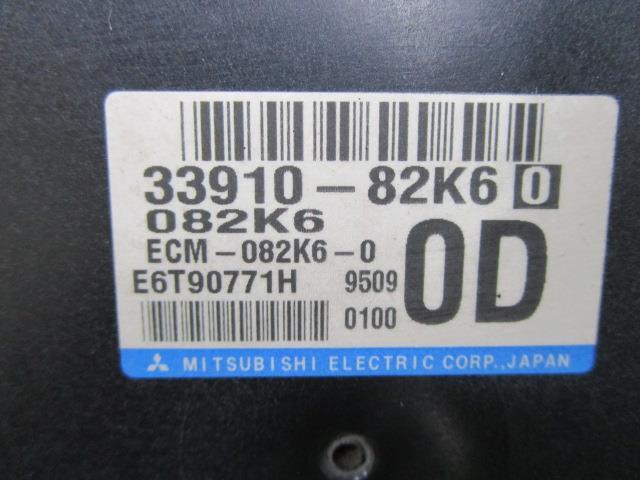 33910-82K6 0
082K6
ECM-082K6-0
E6T90771H 9509
0100
0D
MITSUBISHI ELECTRIC CORP., JAPAN